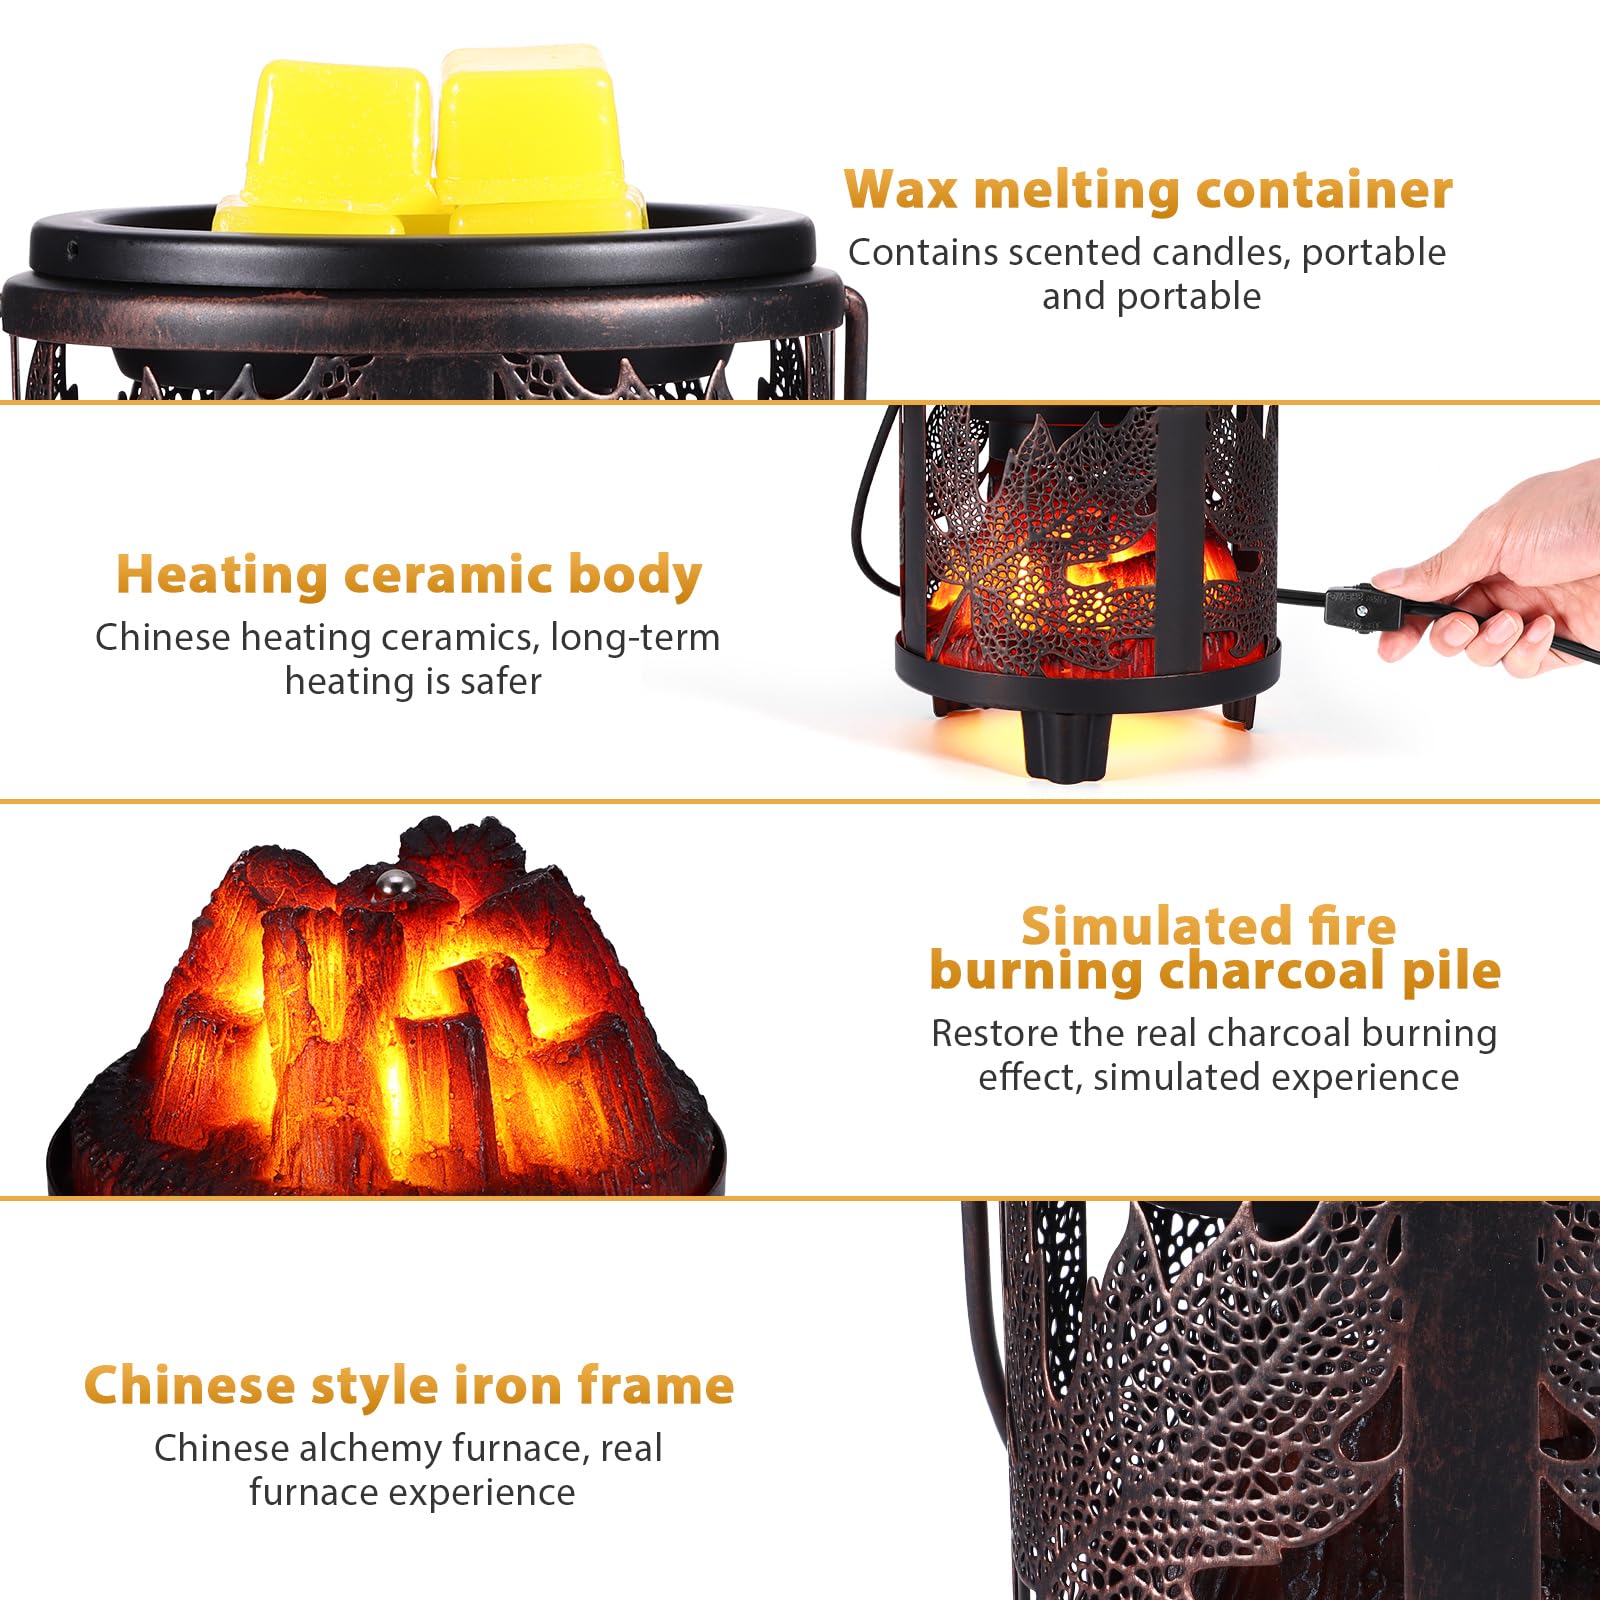 Wax melting container
Contains scented candles, portable
and portable
Heating ceramic body
Chinese heating ceramics, long-term
heating is safer
Simulated fire
burning charcoal pile
Restore the real charcoal burning
effect, simulated experience
Chinese style iron frame
Chinese alchemy furnace, real
furnace experience